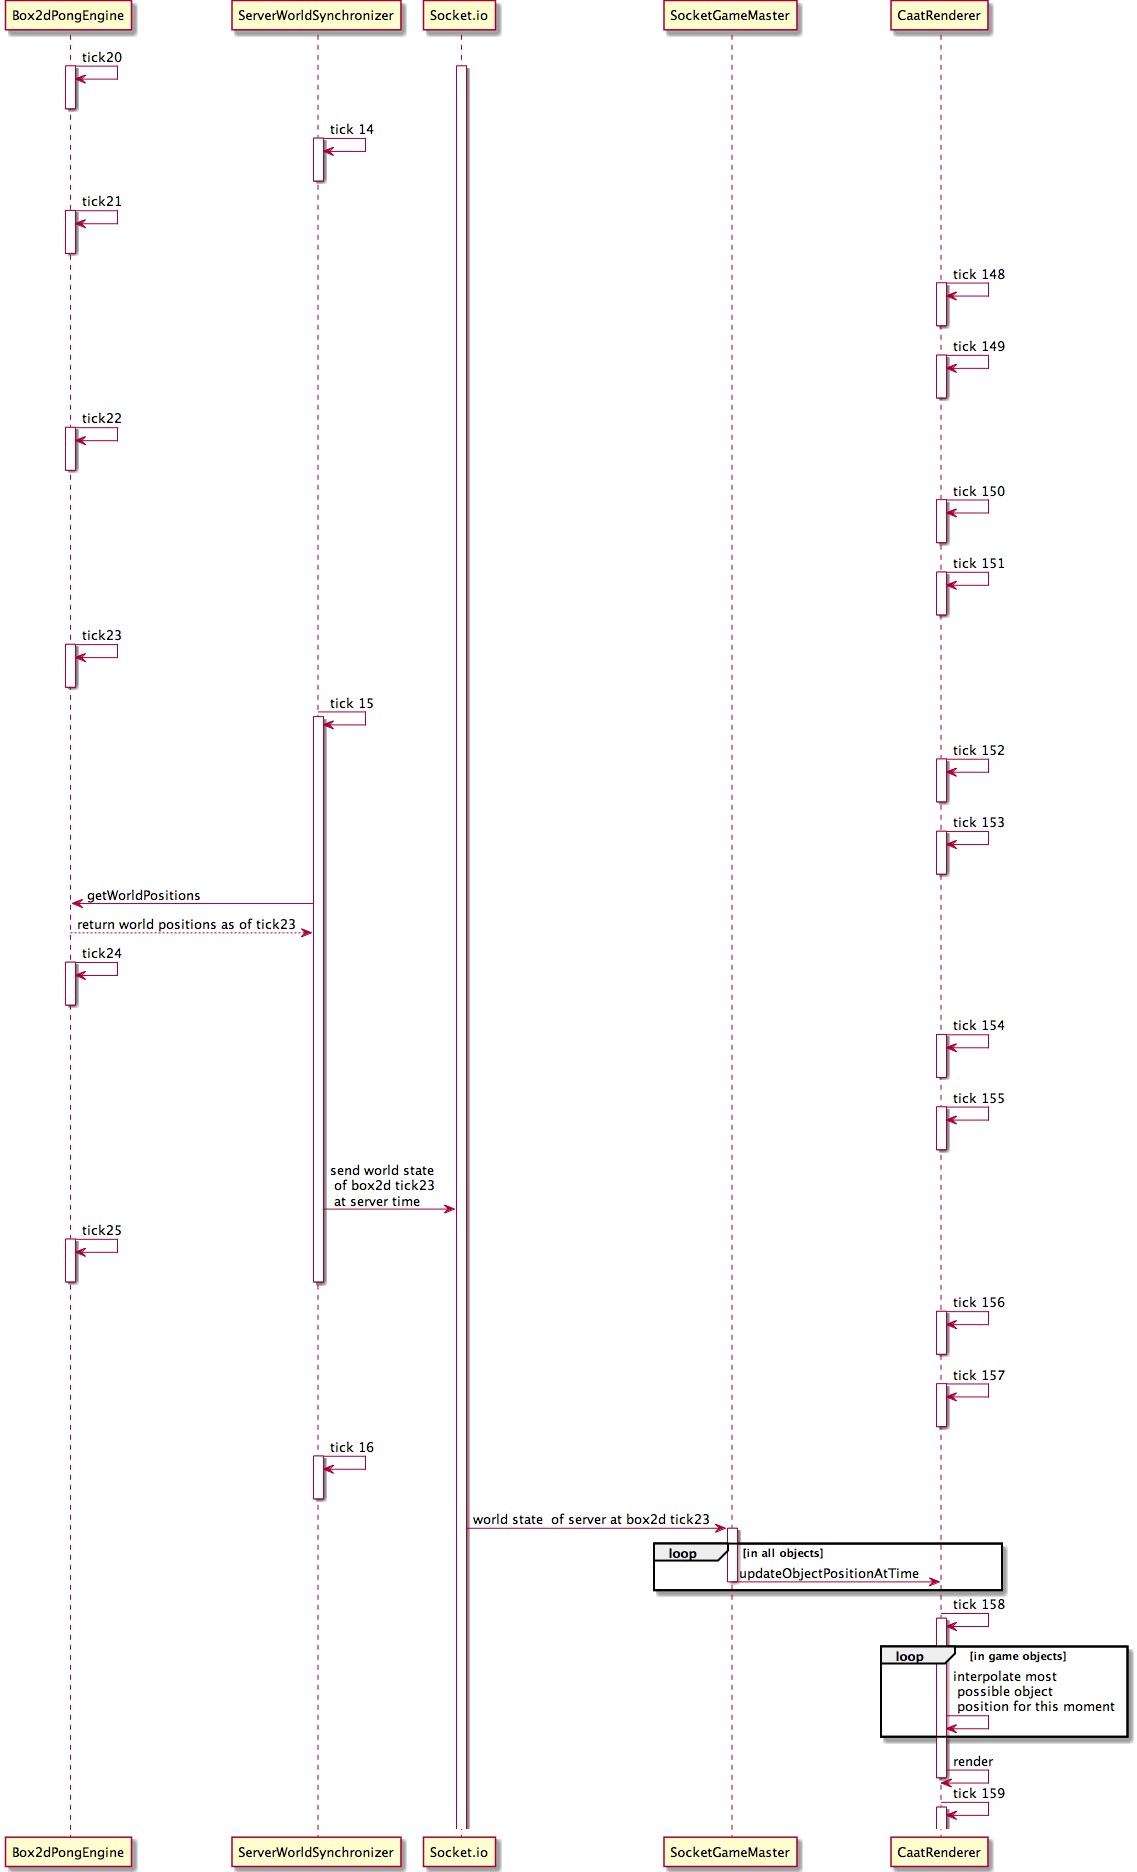 Box2dPongEngine
ServerWorldSynchronizer
Socket.io
SocketGameMaster
CaatRenderer
tick20
tick 14
tick21
tick 148
tick 149
tick22
tick 150
tick 151
tick23
tick 15
tick 152
tick 153
getWorldPositions
return world positions as of tick23
tick24
tick 154
tick 155
send world state
of box2d tick23
at server time
tick25
tick 156
tick 157
tick 16
world state  of server at box2d tick23
loop
[in all objects]
updateObjectPositionAtTime
tick 158
loop
[in game objects]
interpolate most
possible object
position for this moment
render
tick 159
Box2dPongEngine
ServerWorldSynchronizer
Socket.io
SocketGameMaster
CaatRenderer